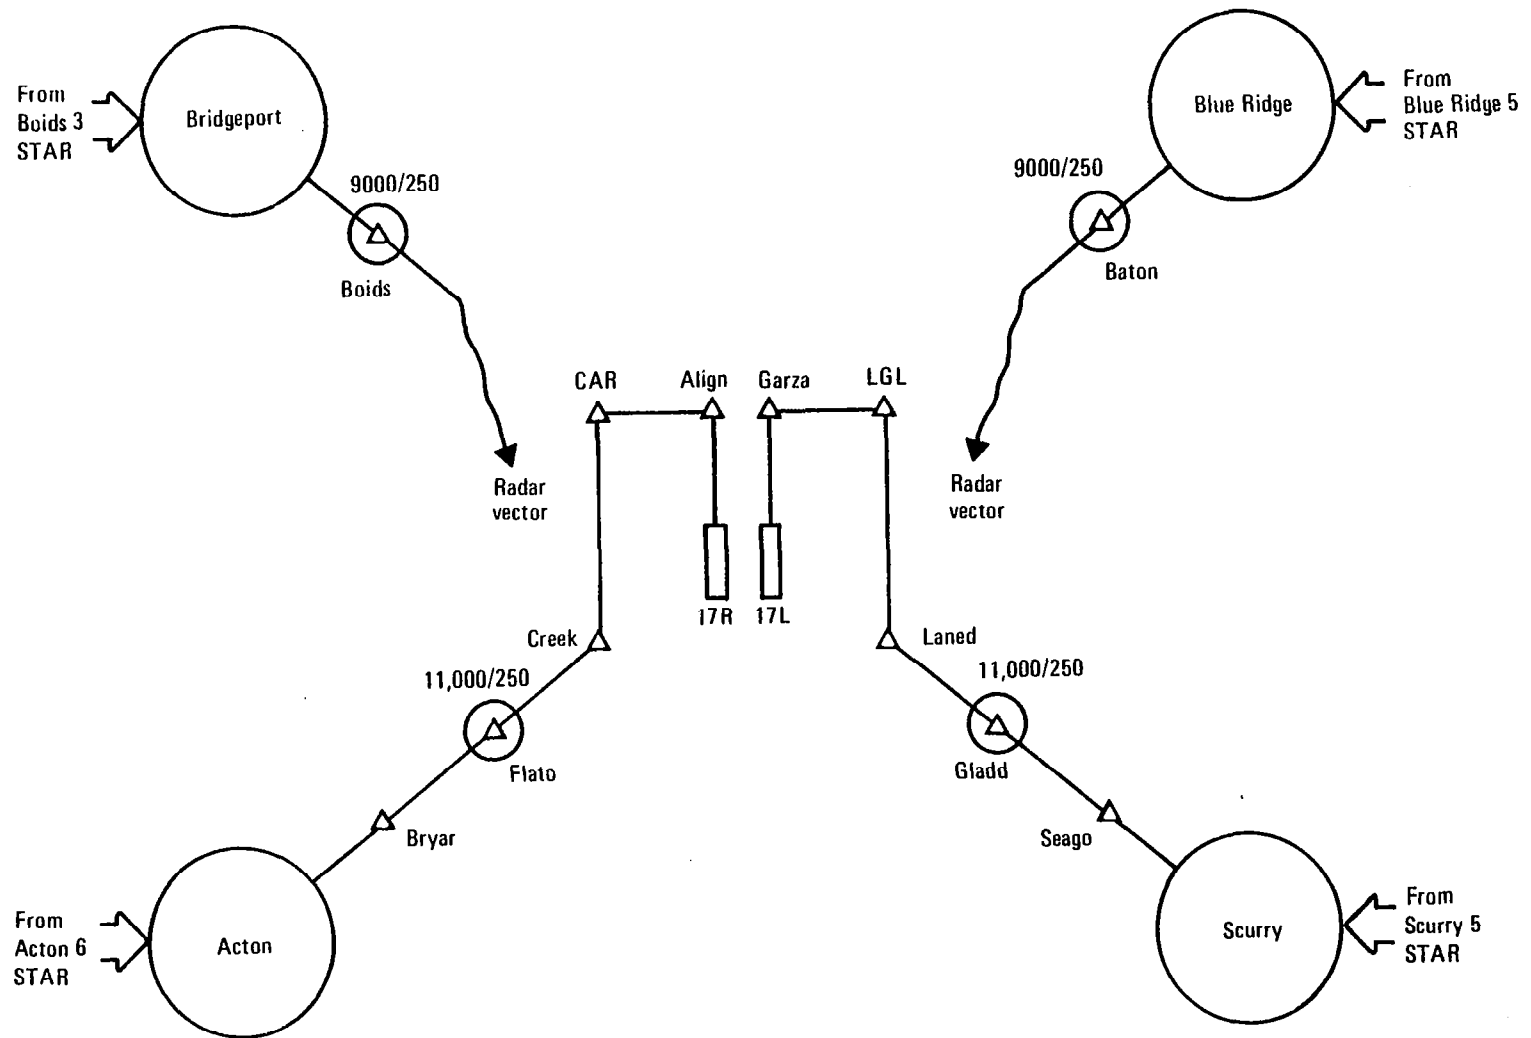 From
Boids 3
STAR
Bridgeport
9000/250
Boids
Radar
vector
Blue Ridge
From
Blue Ridge 5
STAR
9000/250
Baton
Radar
vector
CAR
Align
Garza
LGL
17R
17L
Creek
11,000/250
Flato
Bryar
From
Acton 6
STAR
Acton
Laned
11,000/250
Gladd
Seago
Scurry
From
Scurry 5
STAR